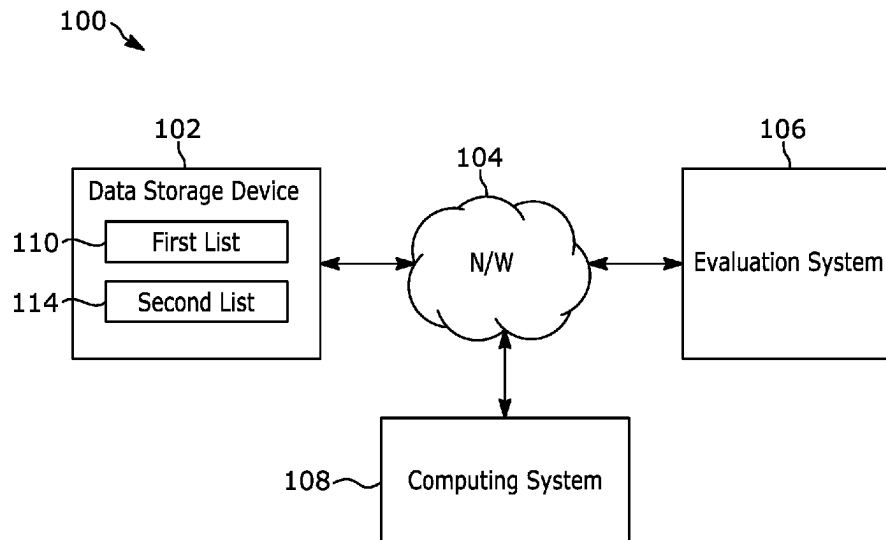 100
102
104
106
Data Storage Device
110
First List
N/W
Evaluation System
114
Second List
108
Computing System